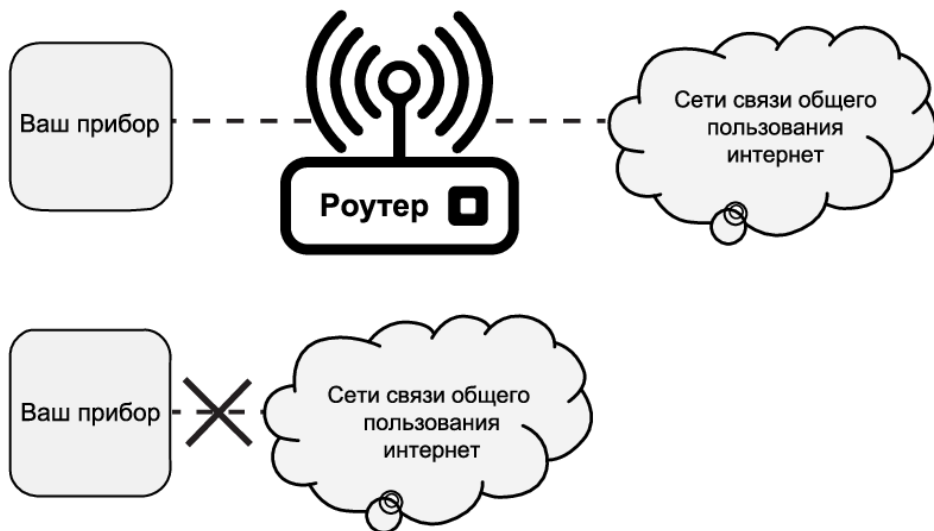 Ваш прибор
Роутер
Сети связи общего
пользования
интернет
Ваш прибор
Сети связи общего
пользования
интернет